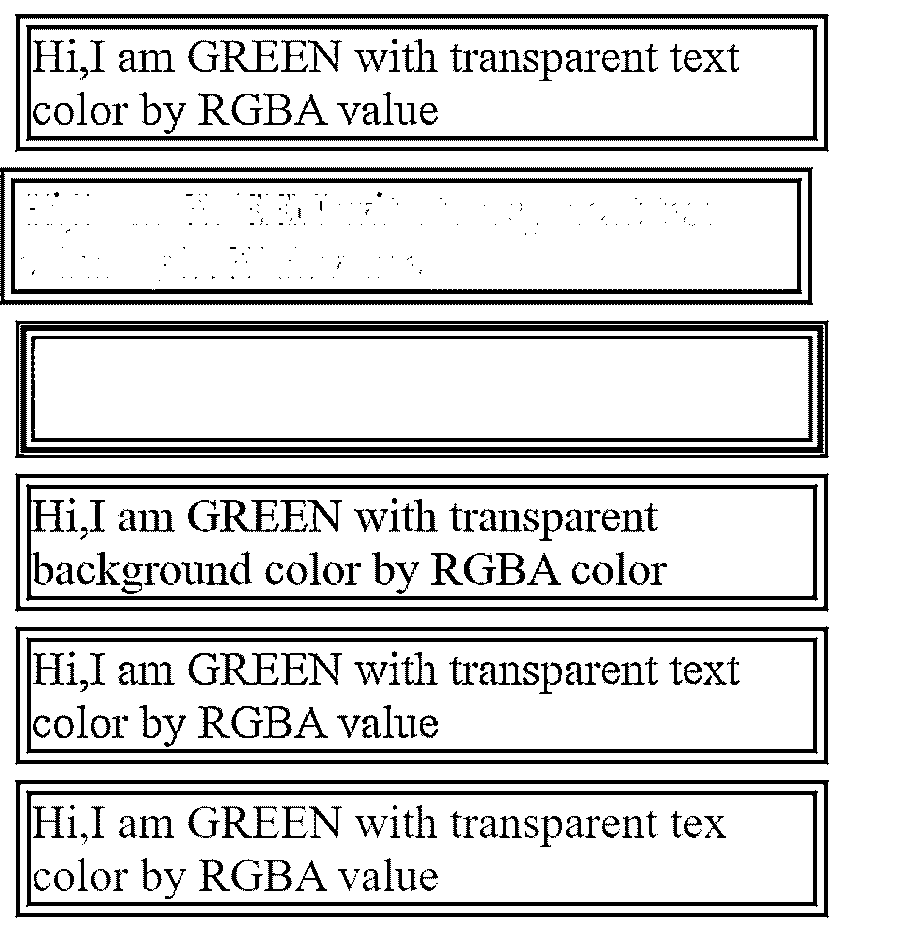 Hi,I am GREEN with transparent text
color by RGBA value
Hi,I am GREEN with transparent
background color by RGBA color
Hi,I am GREEN with transparent text
color by RGBA value
Hi,I am GREEN with transparent tex
color by RGBA value